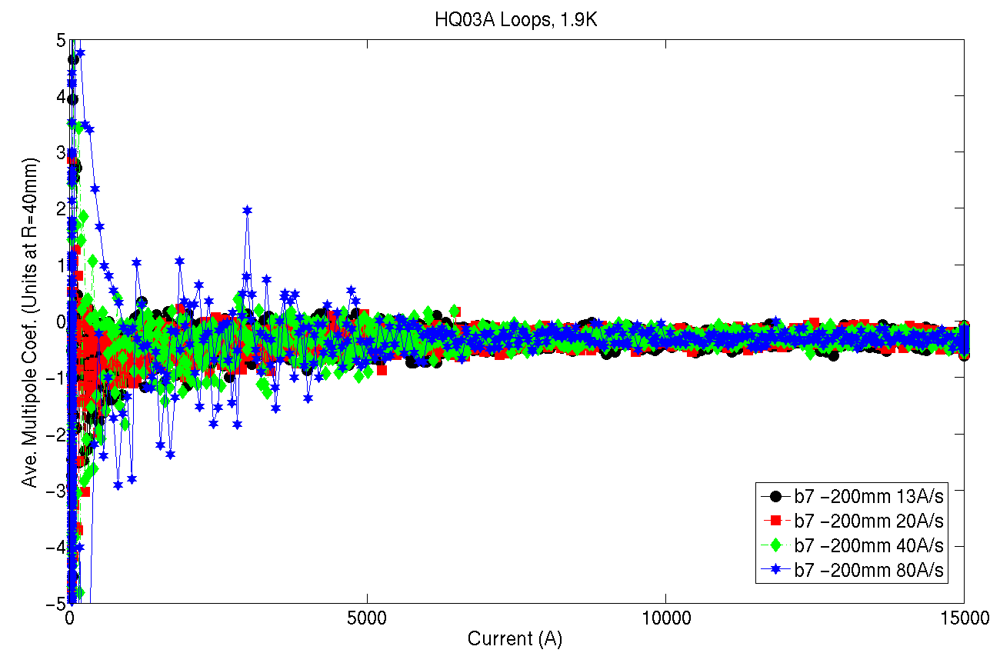 HQ03A Loops, 1.9K
Ave. Multipole Coef. (Units at R=40mm)
5
4
3
2
1
0
−1
−2
−3
−4
−5
0
5000
10000
15000
Current (A)
b7 −200mm 13A/s
b7 −200mm 20A/s
b7 −200mm 40A/s
b7 −200mm 80A/s